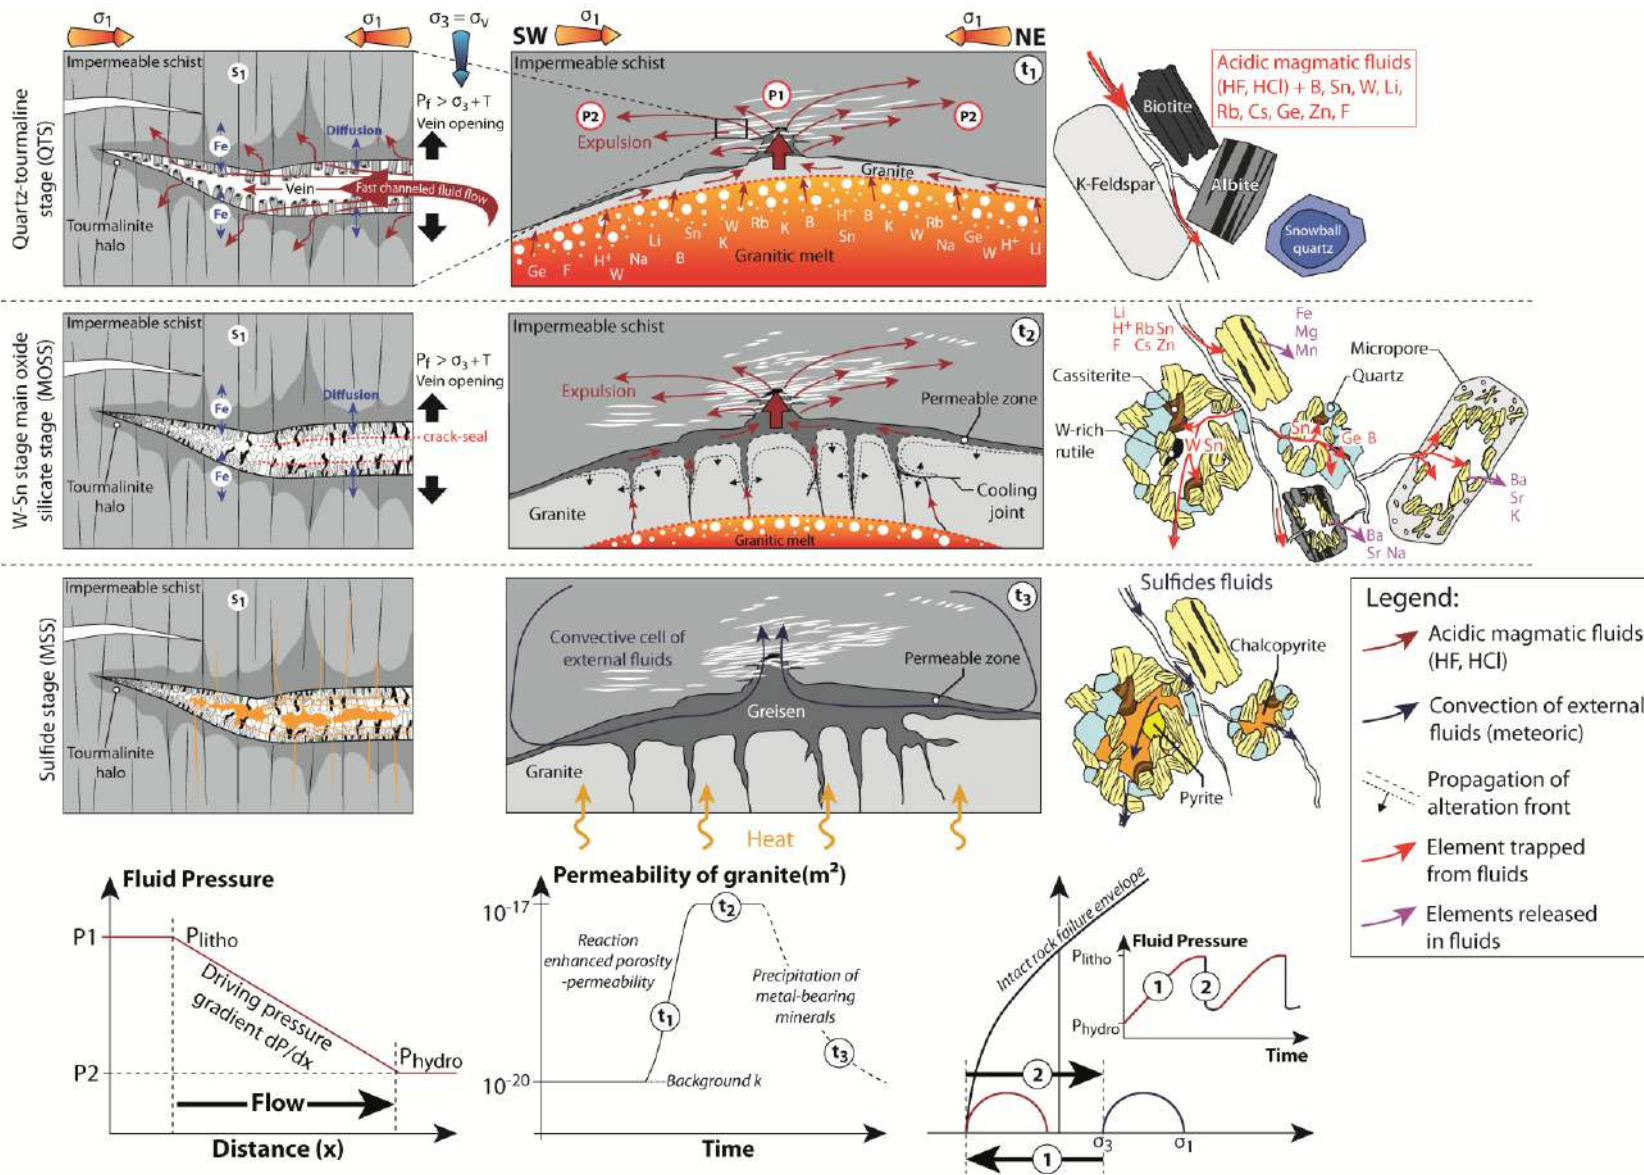 Quartz-tourmaline
stage (QTS)
σ1
σ1
σ3 = σv
Impermeable schist
S1
Pf > σ3 + T
Vein opening
Diffusion
Fe
Vein
Fast channeled fluid flow
Fe
Tourmalinite
halo
SW
σ1
σ1
NE
Impermeable schist
t1
P1
P2
P2
Expulsion
Granite
Li
Sn
W
K
Rb
K
B
H+
Sn
B
K
W
Rb
Na
Ge
W
H+
Li
Ge
F
H+
W
Na
B
Granitic melt
Acidic magmatic fluids
(HF, HCl) + B, Sn, W, Li,
Rb, Cs, Ge, Zn, F
Biotite
K-Feldspar
Albite
Snowball
quartz
W-Sn stage main oxide
silicate stage (MOSS)
Impermeable schist
S1
Pf > σ3 + T
Vein opening
Fe
Diffusion
crack-seal
Fe
Tourmalinite
halo
Impermeable schist
t2
Expulsion
Permeable zone
Cooling
joint
Granite
Granitic melt
Li
H+ Rb Sn
F Cs Zn
Fe
Mg
Mn
Micropore
Cassiterite
Quartz
W-rich
rutile
Sn
Ge B
W Sn
Ba
Sr
K
Ba
Sr Na
Sulfide stage (MSS)
Impermeable schist
S1
Tourmalinite
halo
t3
Convective cell of
external fluids
Permeable zone
Greisen
Granite
Heat
Sulfides fluids
Chalcopyrite
Pyrite
Legend:
Acidic magmatic fluids
(HF, HCl)
Convection of external
fluids (meteoric)
Propagation of
alteration front
Element trapped
from fluids
Elements released
in fluids
Fluid Pressure
P1
Plitho
Driving pressure
gradient dP/dx
Phydro
P2
Flow
Distance (x)
Permeability of granite(m²)
10-17
t2
Reaction
enhanced porosity
-permeability
Precipitation of
metal-bearing
minerals
t1
t3
10-20
Background k
Time
Intact rock failure envelope
Fluid Pressure
Plitho
1
2
Phydro
Time
2
σ3
σ1
1